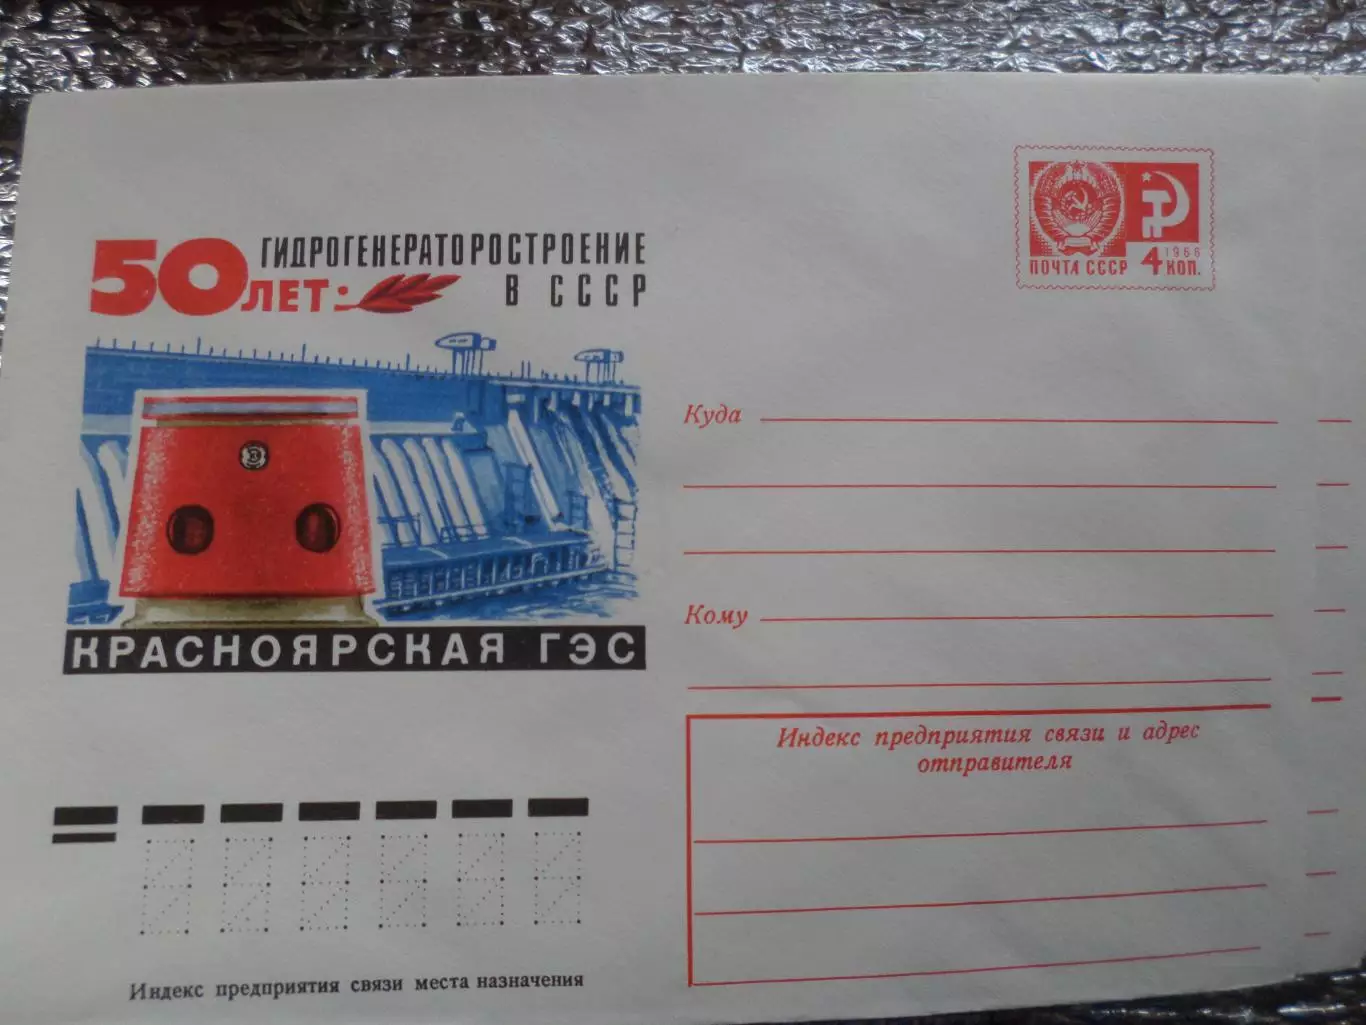 50 ЛЕТ
ГИДРОГЕНЕРАТОРОСТРОЕНИЕ
В СССР
КРАСНОЯРСКАЯ ГЭС
1966
ПОЧТА СССР 4 КОП.
Куда
Кому
Индекс предприятия связи и адрес
отправителя
Индекс предприятия связи места назначения